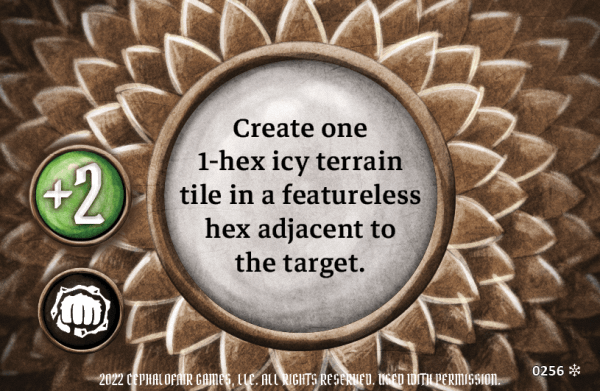 Create one
1-hex icy terrain
tile in a featureless
hex adjacent to
the target.
+2
0256
2022 CEPHALOFAIR GAMES, LLC. ALL RIGHTS RESERVED. USED WITH PERMISSION.